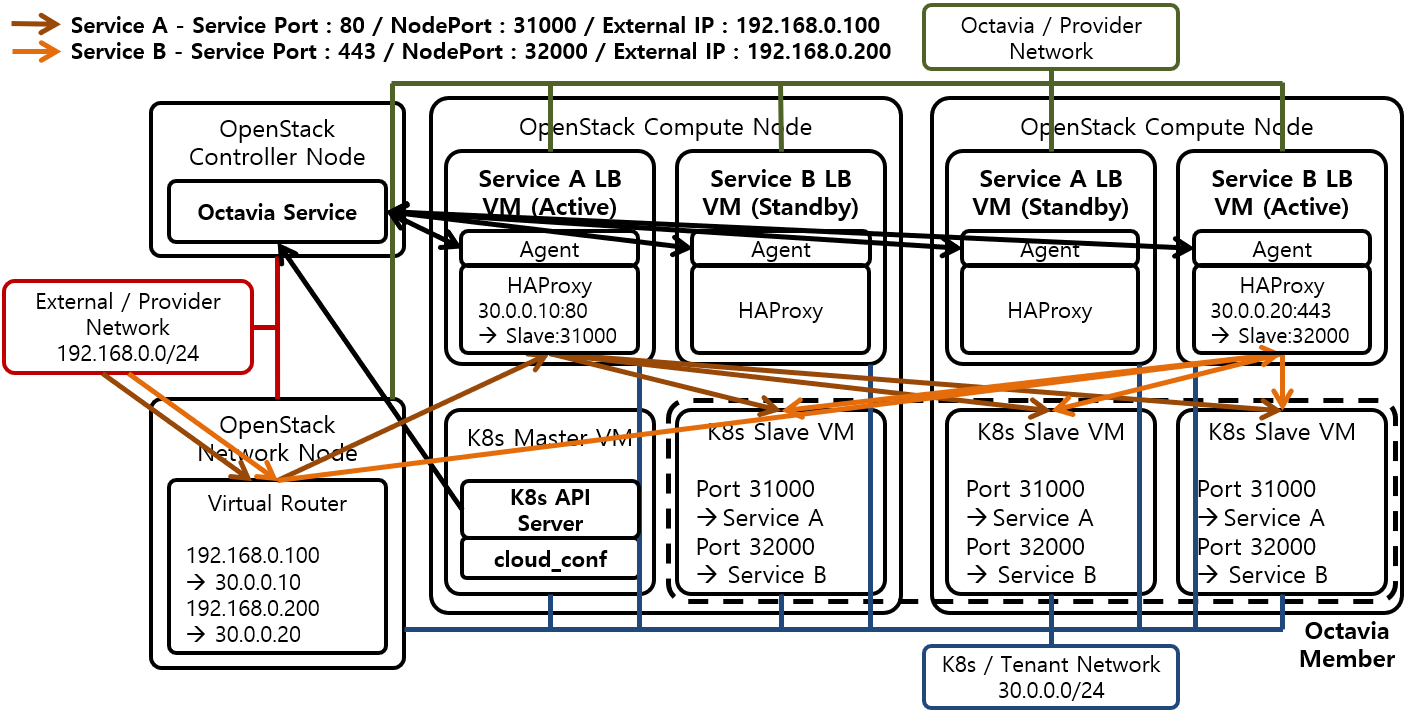 Service A - Service Port : 80 / NodePort : 31000 / External IP : 192.168.0.100
Service B - Service Port : 443 / NodePort : 32000 / External IP : 192.168.0.200
Octavia / Provider
Network
OpenStack
Controller Node
Octavia Service
External / Provider
Network
192.168.0.0/24
OpenStack
Network Node
Virtual Router
192.168.0.100
→ 30.0.0.10
192.168.0.200
→ 30.0.0.20
OpenStack Compute Node
Service A LB
VM (Active)
Agent
HAProxy
30.0.0.10:80
→ Slave:31000
Service B LB
VM (Standby)
Agent
HAProxy
K8s Master VM
K8s API
Server
cloud_conf
K8s Slave VM
Port 31000
→ Service A
Port 32000
→ Service B
OpenStack Compute Node
Service A LB
VM (Standby)
Agent
HAProxy
Service B LB
VM (Active)
Agent
HAProxy
30.0.0.20:443
→ Slave:32000
K8s Slave VM
Port 31000
→ Service A
Port 32000
→ Service B
K8s Slave VM
Port 31000
→ Service A
Port 32000
→ Service B
Octavia
Member
K8s / Tenant Network
30.0.0.0/24